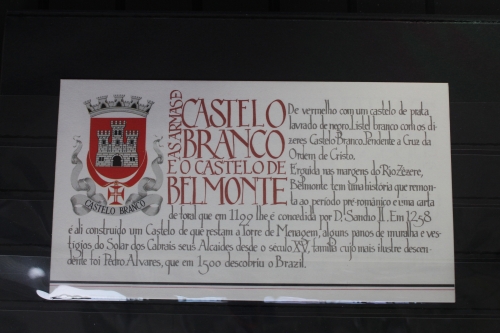 AS ARMAS D
CASTELO
BRANCO
E O CASTELO DE
BELMONTE
CASTELO BRANCO
De vermelho com um castelo de prata
lavrado de negro. Listel branco com os di-
zeres Castelo Branco. Pendente a Cruz da
Ordem de Cristo.
Erguida nas margens do Rio Zêzere,
Belmonte tem uma história que remon-
ta ao período pré-românico e uma carta
de foral que em 1199 lhe é concedida por D. Sancho II. Em 1258
é ali construido um Castelo de que restam a Torre de Menagem, alguns panos de muralha e ves-
tígios do Solar dos Cabrais seus Alcaides desde o século XV, família cujo mais ilustre descen-
dente foi Pedro Alvares, que em 1500 descobriu o Brazil.